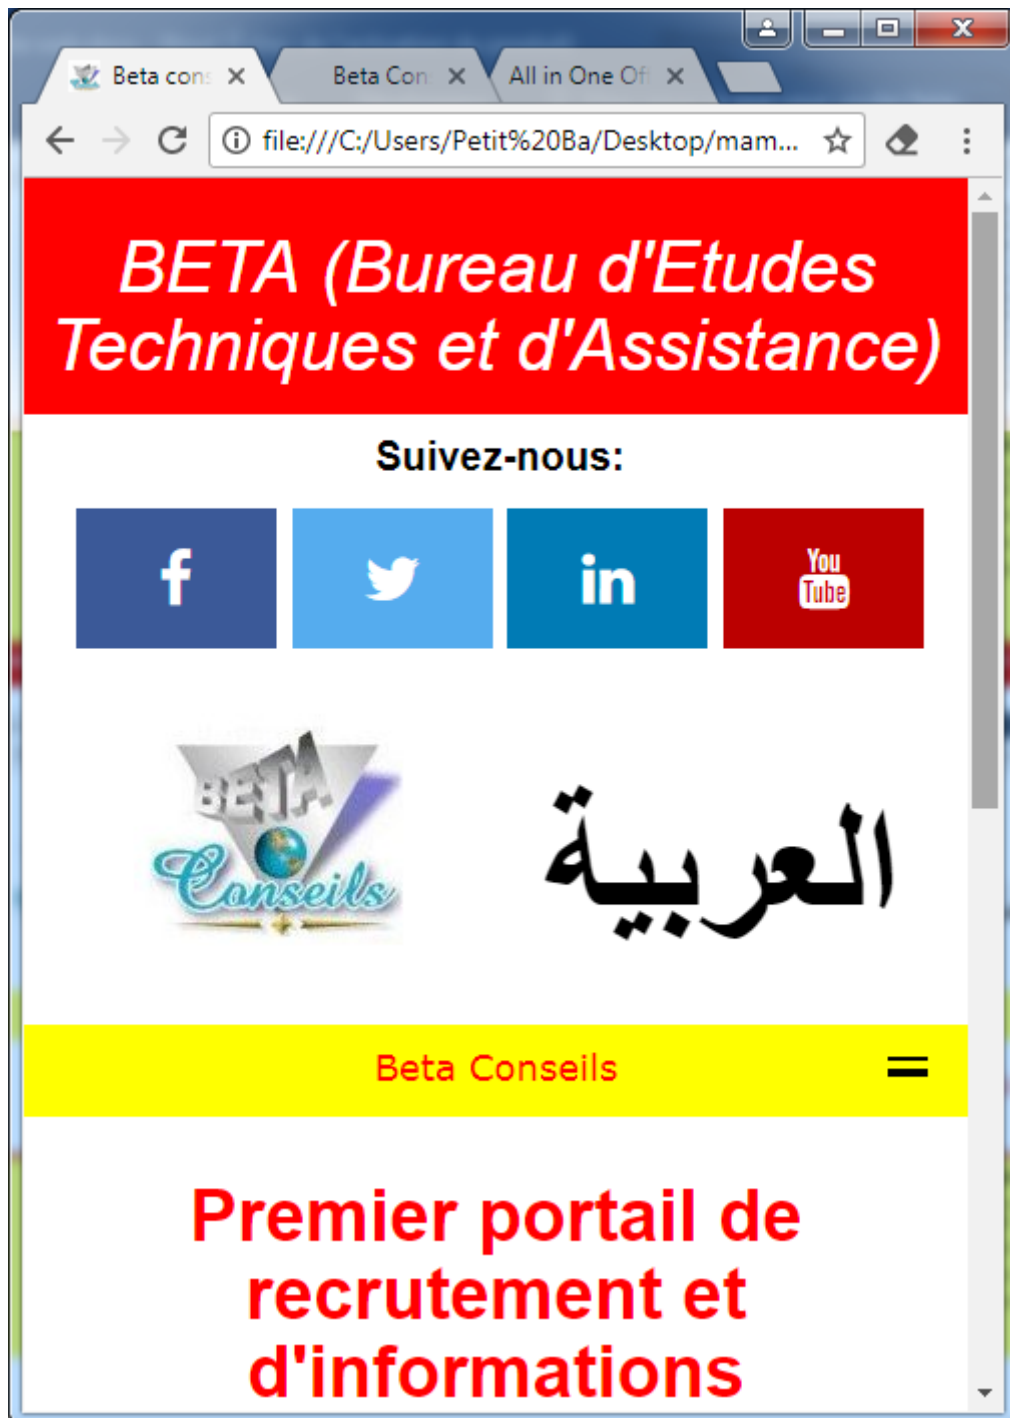 Beta cons
Beta Con
All in One Of
file:///C:/Users/Petit%20Ba/Desktop/mam...
BETA (Bureau d'Etudes
Techniques et d'Assistance)
Suivez-nous:
f
in
You
Tube
BETA
Conseils
العربية
Beta Conseils
Premier portail de
recrutement et
d'informations